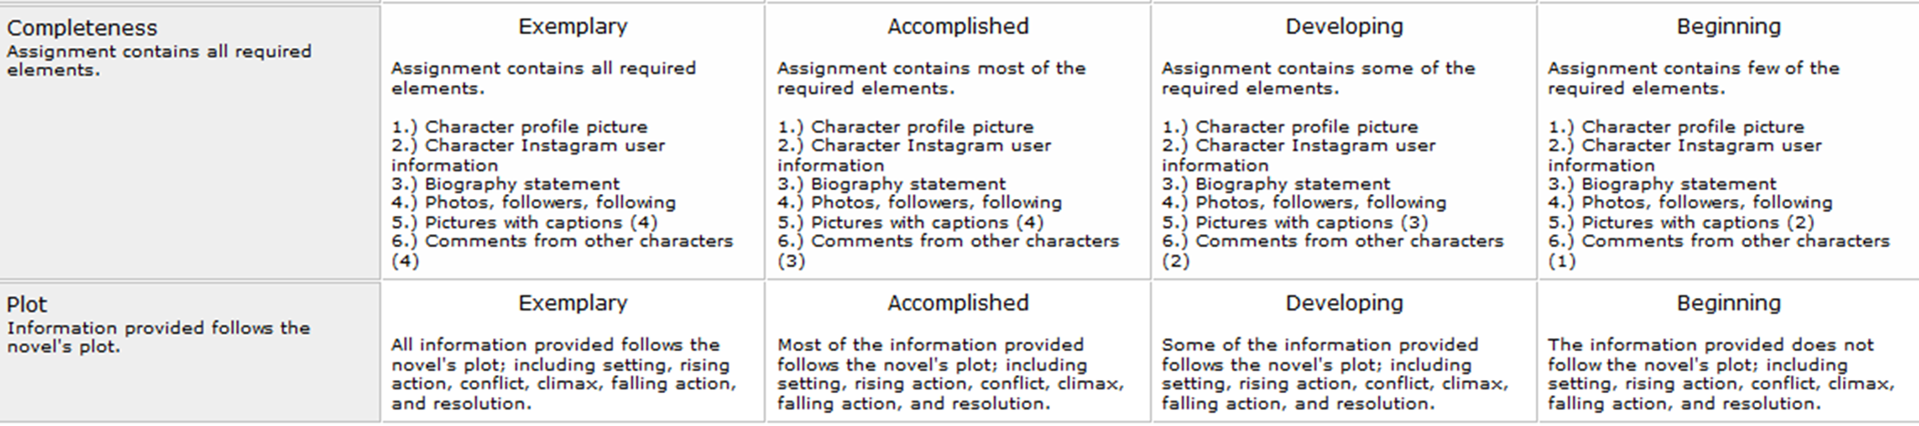 Completeness
Assignment contains all required
elements.
Exemplary
Assignment contains all required
elements.
1.) Character profile picture
2.) Character Instagram user
information
3.) Biography statement
4.) Photos, followers, following
5.) Pictures with captions (4)
6.) Comments from other characters
(4)
Accomplished
Assignment contains most of the
required elements.
1.) Character profile picture
2.) Character Instagram user
information
3.) Biography statement
4.) Photos, followers, following
5.) Pictures with captions (4)
6.) Comments from other characters
(3)
Developing
Assignment contains some of the
required elements.
1.) Character profile picture
2.) Character Instagram user
information
3.) Biography statement
4.) Photos, followers, following
5.) Pictures with captions (3)
6.) Comments from other characters
(2)
Beginning
Assignment contains few of the
required elements.
1.) Character profile picture
2.) Character Instagram user
information
3.) Biography statement
4.) Photos, followers, following
5.) Pictures with captions (2)
6.) Comments from other characters
(1)
Plot
Information provided follows the
novel's plot.
Exemplary
All information provided follows the
novel's plot; including setting, rising
action, conflict, climax, falling action,
and resolution.
Accomplished
Most of the information provided
follows the novel's plot; including
setting, rising action, conflict, climax,
falling action, and resolution.
Developing
Some of the information provided
follows the novel's plot; including
setting, rising action, conflict, climax,
falling action, and resolution.
Beginning
The information provided does not
follow the novel's plot; including
setting, rising action, conflict, climax,
falling action, and resolution.